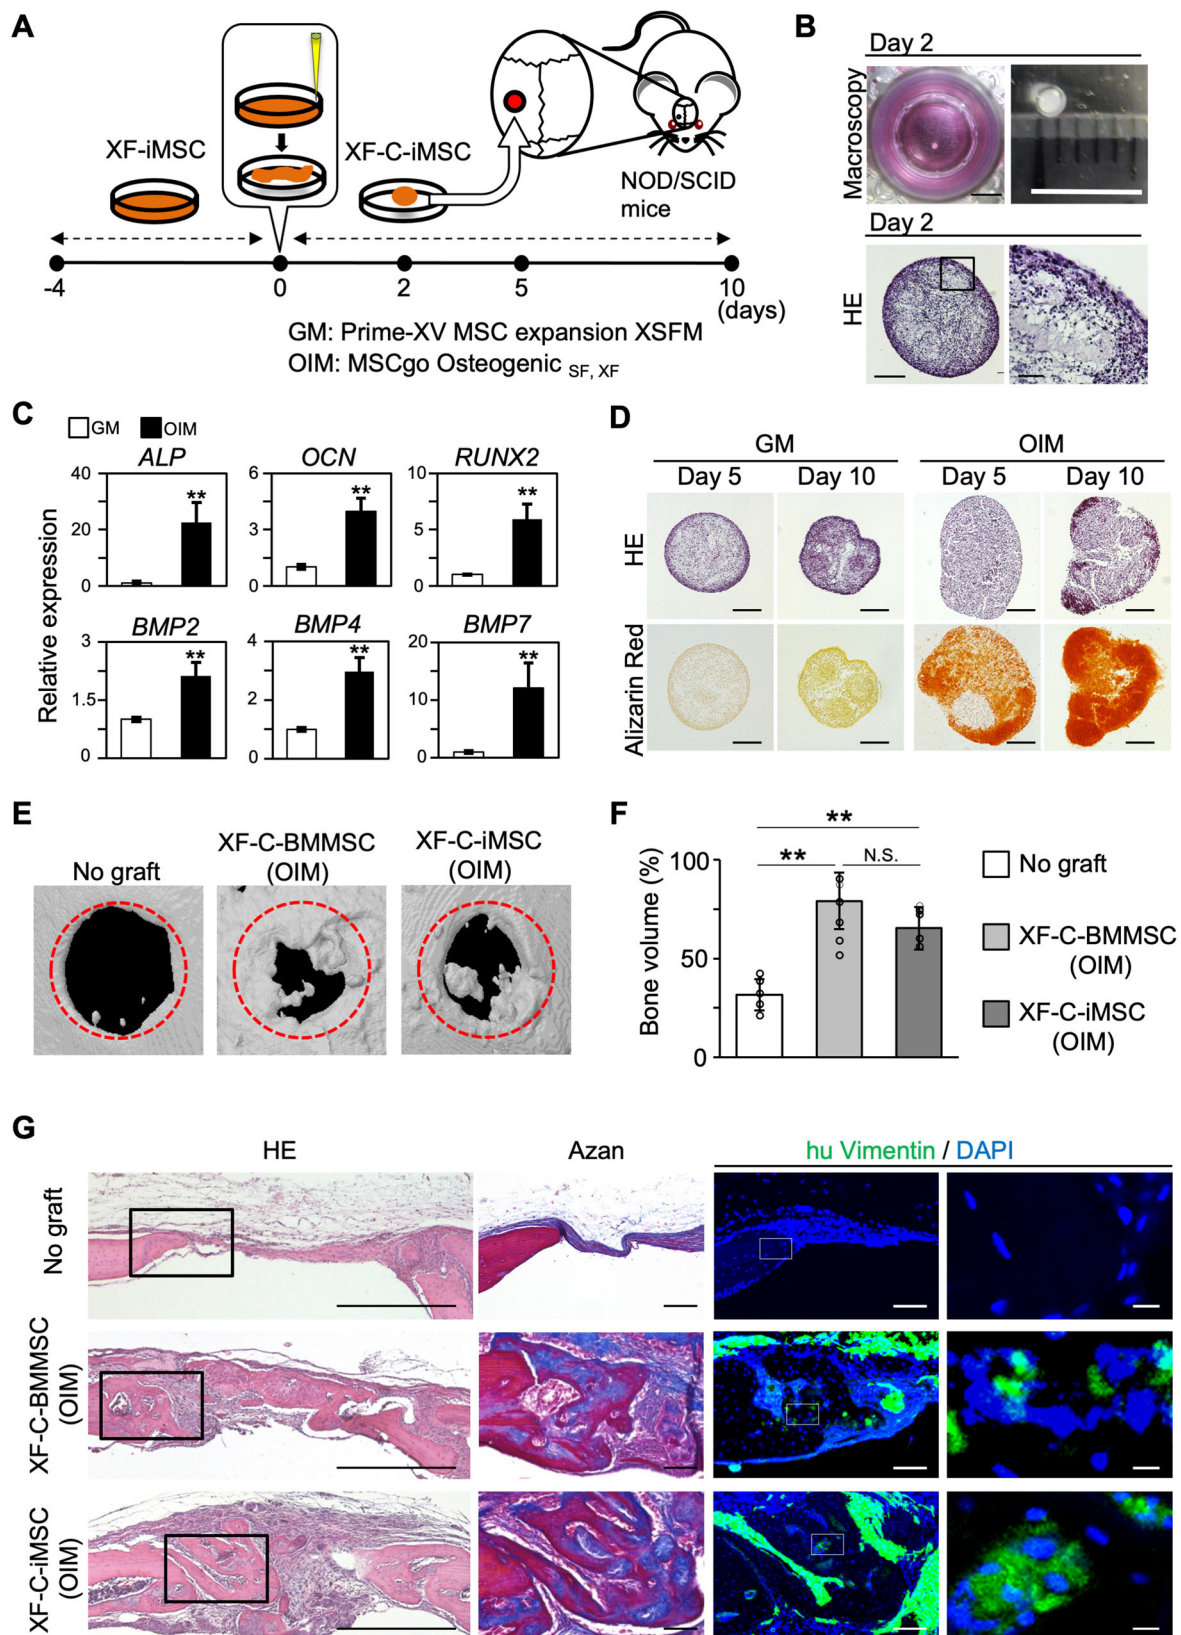 A
XF-iMSC
XF-C-iMSC
NOD/SCID
mice
-4
0
2
5
10
(days)
GM: Prime-XV MSC expansion XSFM
OIM: MSCgo Osteogenic SF, XF
B
Day 2
Macroscopy
Day 2
HE
C
GM
OIM
Relative expression
ALP
40
20
0
**
OCN
6
3
0
**
RUNX2
10
5
0
**
BMP2
3
1.5
0
**
BMP4
4
2
0
**
BMP7
20
10
0
**
D
GM
OIM
Day 5
Day 10
Day 5
Day 10
HE
Alizarin Red
E
No graft
XF-C-BMMSC
(OIM)
XF-C-iMSC
(OIM)
F
Bone volume (%)
100
50
0
**
**
N.S.
No graft
XF-C-BMMSC
(OIM)
XF-C-iMSC
(OIM)
G
HE
Azan
hu Vimentin / DAPI
No graft
XF-C-BMMSC
(OIM)
XF-C-iMSC
(OIM)